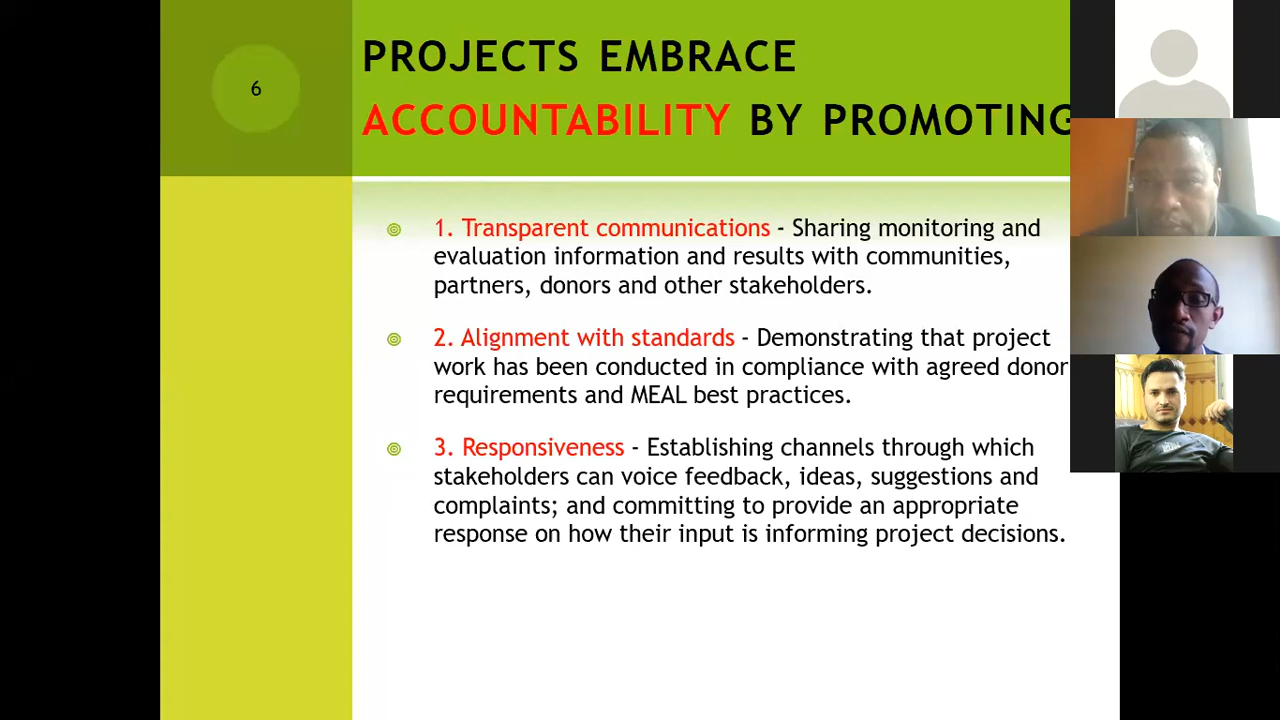 6
PROJECTS EMBRACE
ACCOUNTABILITY BY PROMOTING
1. Transparent communications - Sharing monitoring and
evaluation information and results with communities,
partners, donors and other stakeholders.
2. Alignment with standards - Demonstrating that project
work has been conducted in compliance with agreed donor
requirements and MEAL best practices.
3. Responsiveness - Establishing channels through which
stakeholders can voice feedback, ideas, suggestions and
complaints; and committing to provide an appropriate
response on how their input is informing project decisions.